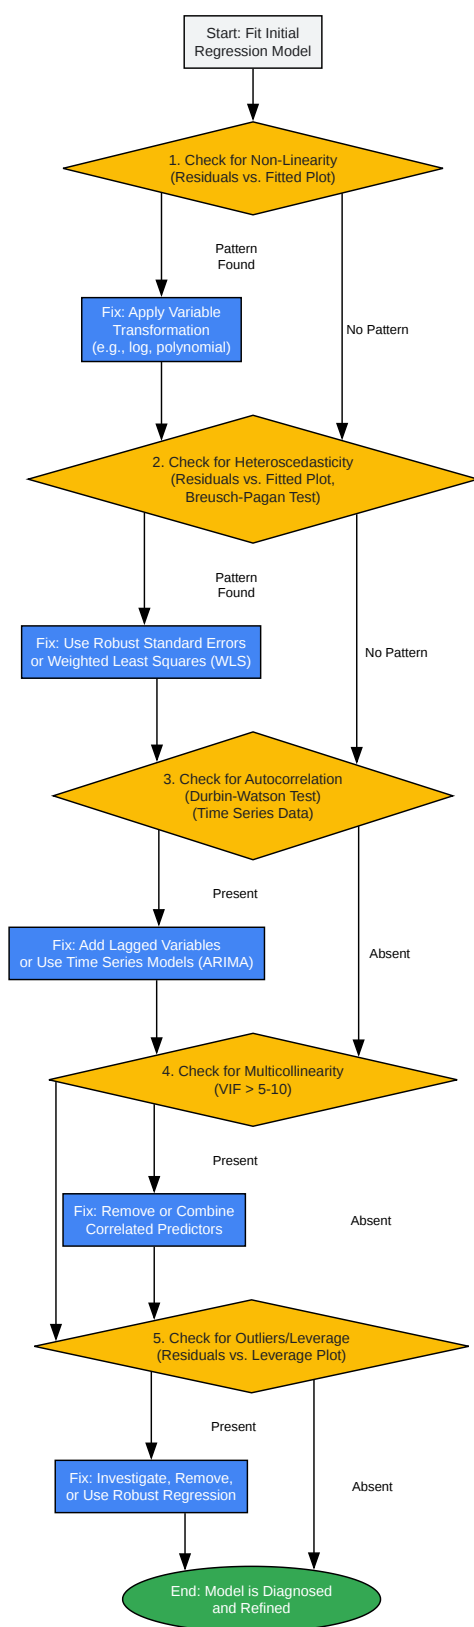 Start: Fit Initial
Regression Model
1. Check for Non-Linearity
(Residuals vs. Fitted Plot)
Pattern
Found
Fix: Apply Variable
Transformation
(e.g., log, polynomial)
No Pattern
2. Check for Heteroscedasticity
(Residuals vs. Fitted Plot,
Breusch-Pagan Test)
Pattern
Found
Fix: Use Robust Standard Errors
or Weighted Least Squares (WLS)
No Pattern
3. Check for Autocorrelation
(Durbin-Watson Test)
(Time Series Data)
Present
Fix: Add Lagged Variables
or Use Time Series Models (ARIMA)
Absent
4. Check for Multicollinearity
(VIF > 5-10)
Present
Fix: Remove or Combine
Correlated Predictors
Absent
5. Check for Outliers/Leverage
(Residuals vs. Leverage Plot)
Present
Fix: Investigate, Remove,
or Use Robust Regression
Absent
End: Model is Diagnosed
and Refined